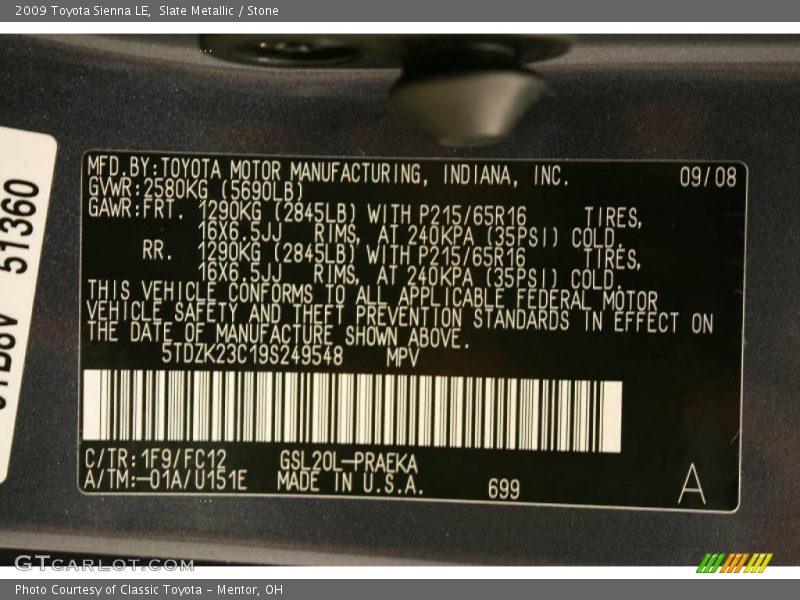 2009 Toyota Sienna LE, Slate Metallic / Stone
MFD.BY:TOYOTA MOTOR MANUFACTURING, INDIANA, INC. 09/08
GVWR:2580KG (5690LB)
GAWR:FRT. 1290KG (2845LB) WITH P215/65R16 TIRES,
16X6.5JJ RIMS, AT 240KPA (35PSI) COLD.
RR. 1290KG (2845LB) WITH P215/65R16 TIRES,
16X6.5JJ RIMS, AT 240KPA (35PSI) COLD.
THIS VEHICLE CONFORMS TO ALL APPLICABLE FEDERAL MOTOR
VEHICLE SAFETY AND THEFT PREVENTION STANDARDS IN EFFECT ON
THE DATE OF MANUFACTURE SHOWN ABOVE.
5TDZK23C19S249548 MPV
C/TR:1F9/FC12 GSL20L-PRAEKA
A/TM:-01A/U151E MADE IN U.S.A. 699 A
51360
GTCARLOT.COM
Photo Courtesy of Classic Toyota - Mentor, OH